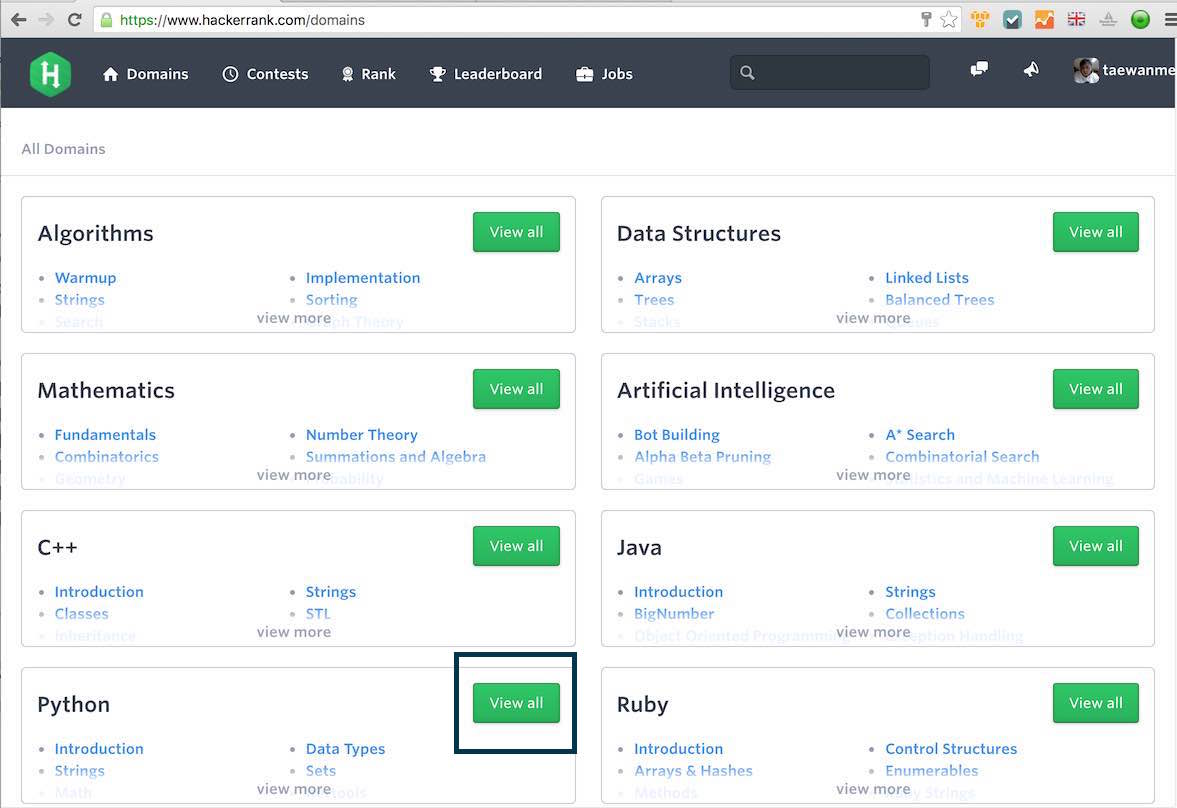 https://www.hackerrank.com/domains
H
Domains
Contests
Rank
Leaderboard
Jobs
taewanme
All Domains
Algorithms
View all
Warmup
Implementation
Strings
Sorting
Search
Graph Theory
view more
Data Structures
View all
Arrays
Linked Lists
Trees
Balanced Trees
Stacks
view more
Mathematics
View all
Fundamentals
Number Theory
Combinatorics
Summations and Algebra
Geometry
view more
Artificial Intelligence
View all
Bot Building
A* Search
Alpha Beta Pruning
Combinatorial Search
Games
Statistics and Machine Learning
view more
C++
View all
Introduction
Strings
Classes
STL
Inheritance
view more
Java
View all
Introduction
Strings
BigNumber
Collections
Object Oriented Programming
Exception Handling
view more
Python
View all
Introduction
Data Types
Strings
Sets
Math
view more
Ruby
View all
Introduction
Control Structures
Arrays & Hashes
Enumerables
Methods
Strings
view more